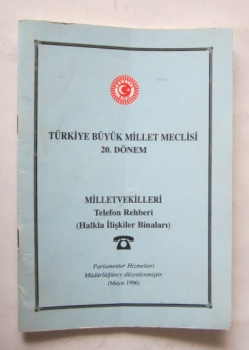 TÜRKİYE BÜYÜK MİLLET MECLİSİ
20. DÖNEM
MİLLETVEKİLLERİ
Telefon Rehberi
(Halkla İlişkiler Binaları)
Parlamenter Hizmetleri
Müdürlüğünce düzenlenmiştir.
(Mayıs 1996)